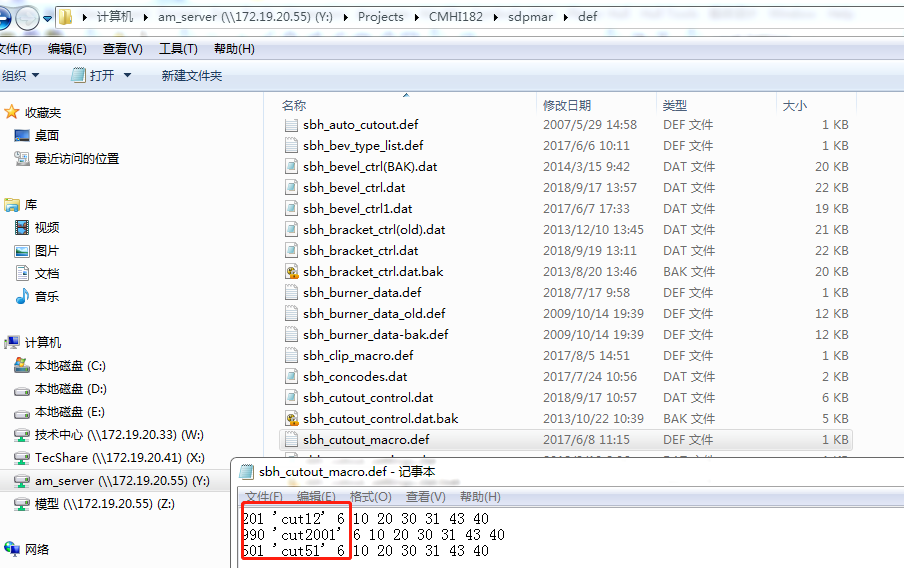 计算机 ▸ am_server (\\172.19.20.55) (Y:) ▸ Projects ▸ CMHI182 ▸ sdpmar ▸ def
文件(F) 编辑(E) 查看(V) 工具(T) 帮助(H)
组织 打开 新建文件夹
收藏夹
桌面
最近访问的位置
库
视频
图片
文档
音乐
计算机
本地磁盘 (C:)
本地磁盘 (D:)
本地磁盘 (E:)
技术中心 (\\172.19.20.33) (W:)
TecShare (\\172.19.20.41) (X:)
am_server (\\172.19.20.55) (Y:)
模型 (\\172.19.20.55) (Z:)
网络
名称 修改日期 类型 大小
sbh_auto_cutout.def 2007/5/29 14:58 DEF 文件 1 KB
sbh_bev_type_list.def 2017/6/6 10:11 DEF 文件 1 KB
sbh_bevel_ctrl(BAK).dat 2014/3/15 9:42 DAT 文件 20 KB
sbh_bevel_ctrl.dat 2018/9/17 13:57 DAT 文件 22 KB
sbh_bevel_ctrl1.dat 2017/6/7 17:33 DAT 文件 19 KB
sbh_bracket_ctrl(old).dat 2013/12/10 13:45 DAT 文件 21 KB
sbh_bracket_ctrl.dat 2018/9/19 13:11 DAT 文件 22 KB
sbh_bracket_ctrl.dat.bak 2013/8/20 13:46 BAK 文件 20 KB
sbh_burner_data.def 2018/7/17 9:58 DEF 文件 1 KB
sbh_burner_data_old.def 2009/10/14 19:39 DEF 文件 12 KB
sbh_burner_data-bak.def 2009/10/14 19:39 DEF 文件 12 KB
sbh_clip_macro.def 2017/8/5 14:51 DEF 文件 1 KB
sbh_concodes.dat 2017/7/24 10:56 DAT 文件 2 KB
sbh_cutout_control.dat 2018/9/17 10:57 DAT 文件 6 KB
sbh_cutout_control.dat.bak 2013/10/22 10:39 BAK 文件 5 KB
sbh_cutout_macro.def 2017/6/8 11:15 DEF 文件 1 KB
sbh_cutout_macro.def - 记事本
文件(F) 编辑(E) 格式(O) 查看(V) 帮助(H)
201 'cut12' 6 10 20 30 31 43 40
990 'cut2001' 6 10 20 30 31 43 40
501 'cut51' 6 10 20 30 31 43 40